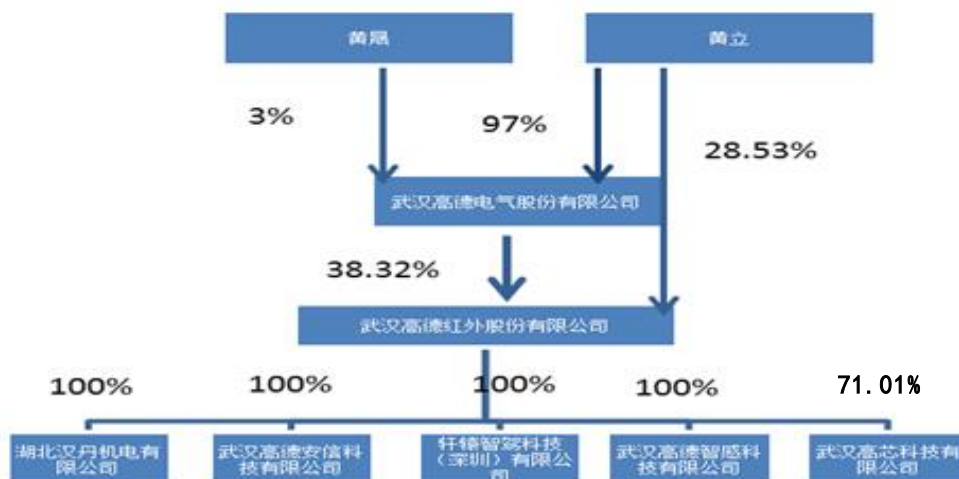 黄晟
黄立
3%
97%
28.53%
武汉高德电气股份有限公司
38.32%
武汉高德红外股份有限公司
100%
100%
100%
100%
71.01%
湖北汉丹机电有
限公司
武汉高德安信科
技有限公司
轩辕智驾科技
（深圳）有限公
司
武汉高德智感科
技有限公司
武汉高芯科技有
限公司